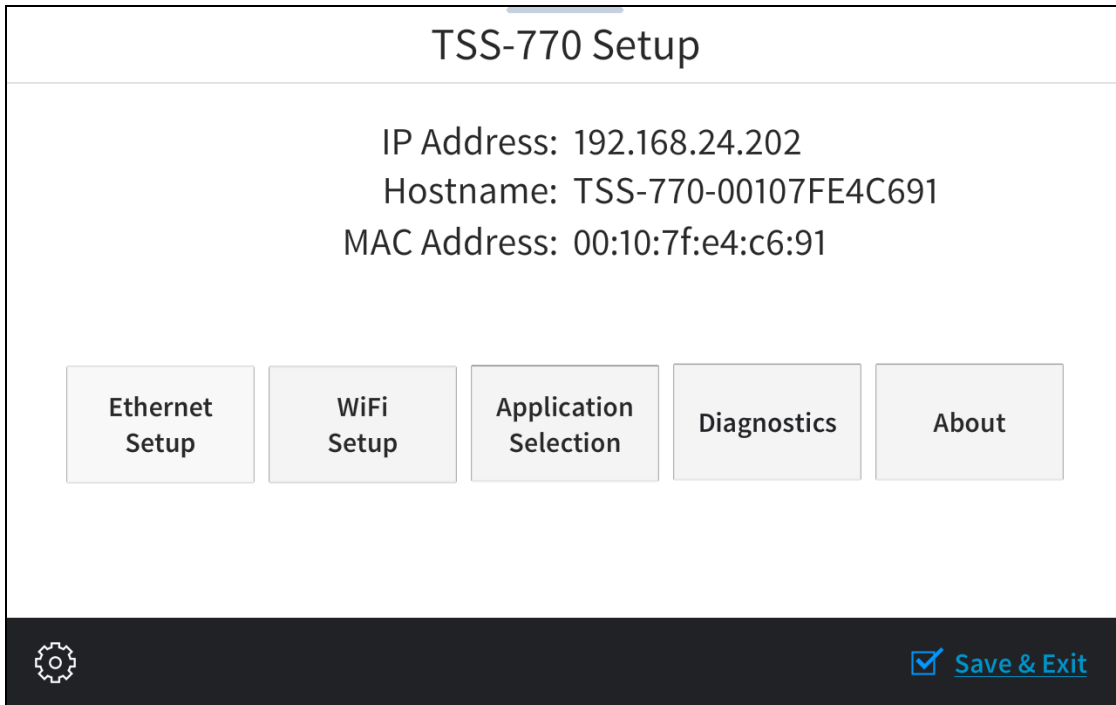 TSS-770 Setup
IP Address: 192.168.24.202
Hostname: TSS-770-00107FE4C691
MAC Address: 00:10:7f:e4:c6:91
Ethernet
Setup
WiFi
Setup
Application
Selection
Diagnostics
About
Save & Exit